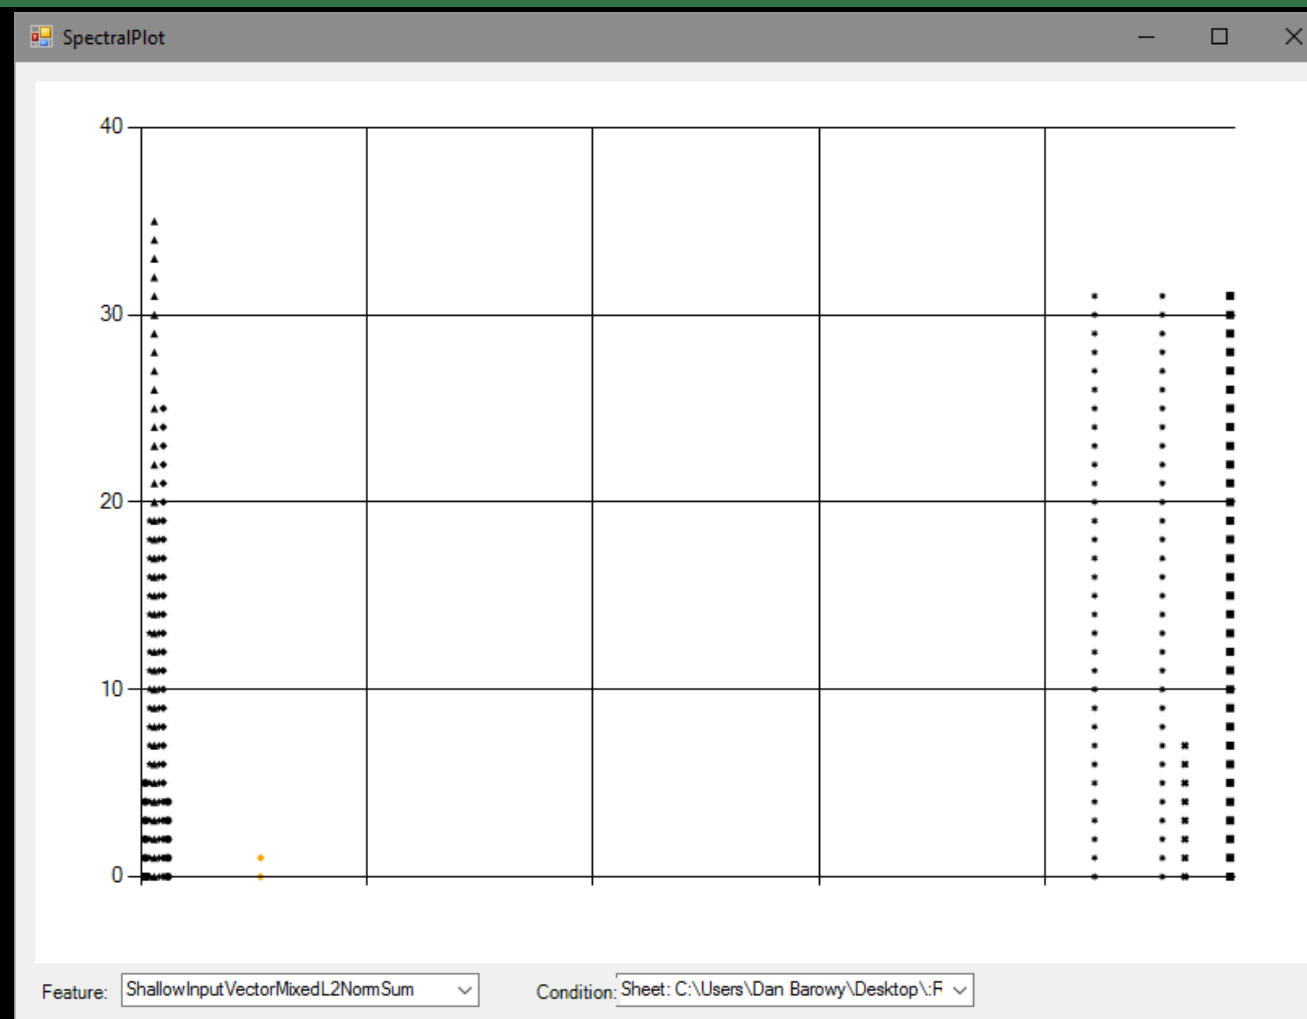 SpectralPlot
40
30
20
10
0
Feature: ShallowInputVectorMixedL2NormSum Condition: Sheet: C:\Users\Dan Barowy\Desktop\:F